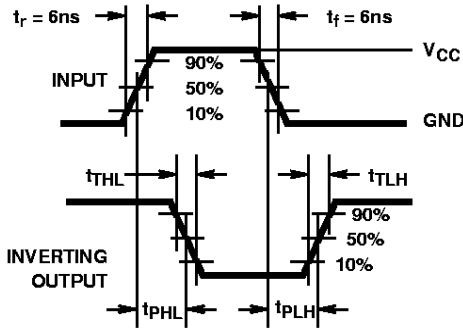 tr = 6ns
tf = 6ns
VCC
INPUT
90%
50%
10%
GND
tTHL
tTLH
90%
50%
10%
INVERTING
OUTPUT
tPHL
tPLH